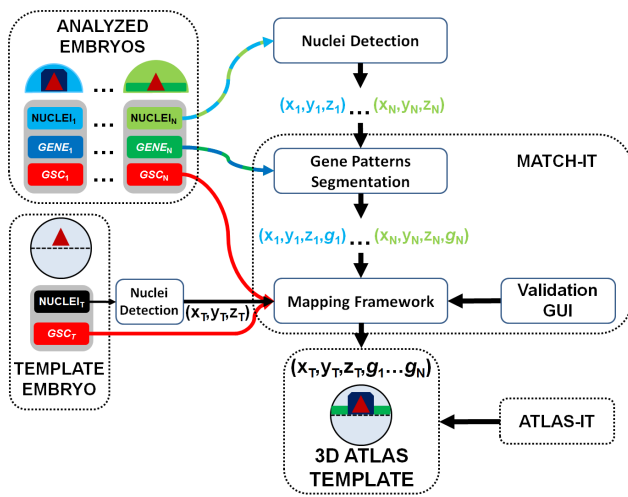 ANALYZED
EMBRYOS
... 
NUCLEI1 ... NUCLEIN
GENE1 ... GENEN
GSC1 ... GSCN
Nuclei Detection
(x1,y1,z1) ... (xN,yN,zN)
Gene Patterns
Segmentation
MATCH-IT
(x1,y1,z1,g1) ... (xN,yN,zN,gN)
Mapping Framework
Validation
GUI
NUCLEIT
GSCT
Nuclei
Detection
(xT,yT,zT)
TEMPLATE
EMBRYO
(xT,yT,zT,g1...gN)
3D ATLAS
TEMPLATE
ATLAS-IT